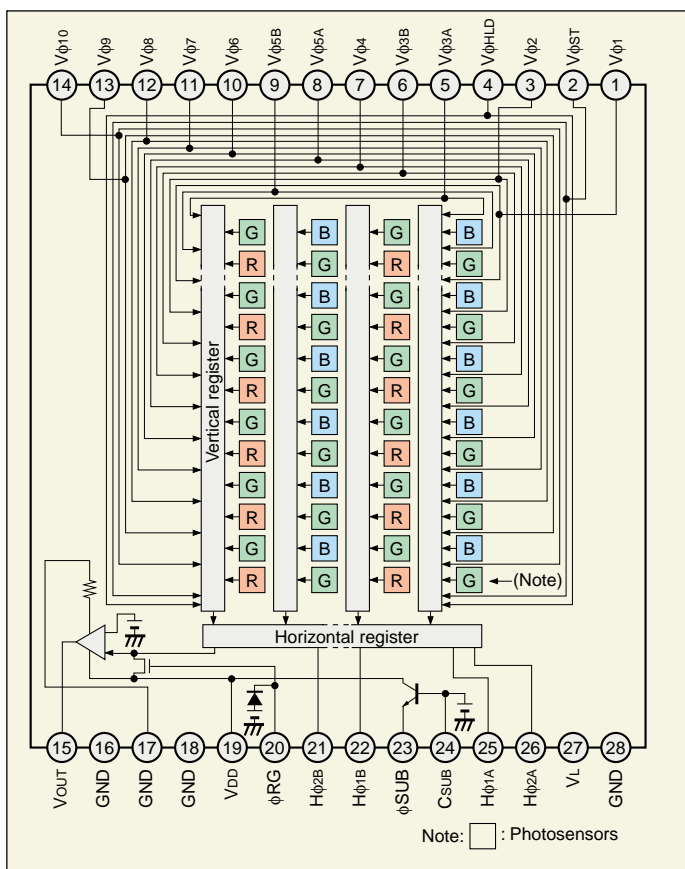 Vφ10 Vφ9 Vφ8 Vφ7 Vφ6 Vφ5B Vφ5A Vφ4 Vφ3B Vφ3A VφHLD Vφ2 VφST Vφ1
14 13 12 11 10 9 8 7 6 5 4 3 2 1
G B G B
R G R G
G B G B
R G R G
G B G B
R G R G
G B G B
R G R G
G B G B
R G R G
G B G B
R G R G (Note)
Vertical register
Horizontal register
15 16 17 18 19 20 21 22 23 24 25 26 27 28
VOUT GND GND GND VDD φRG Hφ2B Hφ1B φSUB CSUB Hφ1A Hφ2A VL GND
Note: : Photosensors